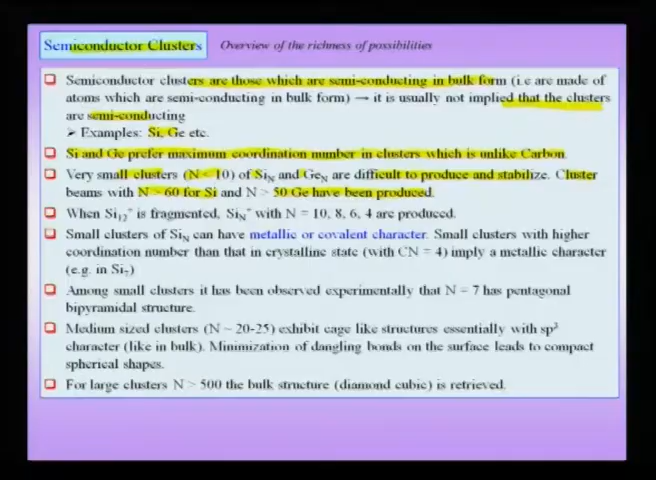 Semiconductor Clusters Overview of the richness of possibilities
Semiconductor clusters are those which are semi-conducting in bulk form (i.e are made of
atoms which are semi-conducting in bulk form) → it is usually not implied that the clusters
are semi-conducting
➤ Examples: Si, Ge etc.
Si and Ge prefer maximum coordination number in clusters which is unlike Carbon.
Very small clusters (N < 10) of SiN and GeN are difficult to produce and stabilize. Cluster
beams with N > 60 for Si and N > 50 Ge have been produced.
When Si12+ is fragmented, SiN+ with N = 10, 8, 6, 4 are produced.
Small clusters of SiN can have metallic or covalent character. Small clusters with higher
coordination number than that in crystalline state (with CN = 4) imply a metallic character
(e.g. in Si7)
Among small clusters it has been observed experimentally that N = 7 has pentagonal
bipyramidal structure.
Medium sized clusters (N ~ 20-25) exhibit cage like structures essentially with sp3
character (like in bulk). Minimization of dangling bonds on the surface leads to compact
spherical shapes.
For large clusters N > 500 the bulk structure (diamond cubic) is retrieved.